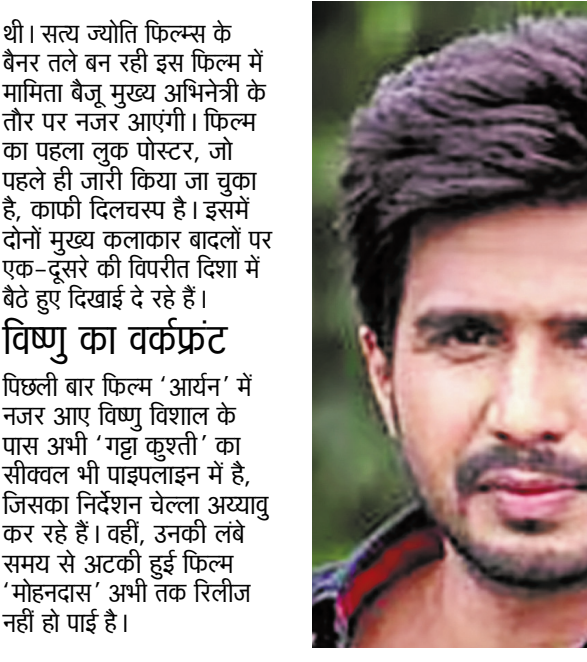 थी। सत्य ज्योति फिल्म्स के
बैनर तले बन रही इस फिल्म में
मामिता बैजू मुख्य अभिनेत्री के
तौर पर नजर आएंगी। फिल्म
का पहला लुक पोस्टर, जो
पहले ही जारी किया जा चुका
है, काफी दिलचस्प है। इसमें
दोनों मुख्य कलाकार बादलों पर
एक-दूसरे की विपरीत दिशा में
बैठे हुए दिखाई दे रहे हैं।
विष्णु का वर्कफ्रंट
पिछली बार फिल्म ‘आर्यन’ में
नजर आए विष्णु विशाल के
पास अभी ‘गट्टा कुश्ती’ का
सीक्वल भी पाइपलाइन में है,
जिसका निर्देशन चेल्ला अय्यावु
कर रहे हैं। वहीं, उनकी लंबे
समय से अटकी हुई फिल्म
‘मोहनदास’ अभी तक रिलीज
नहीं हो पाई है।